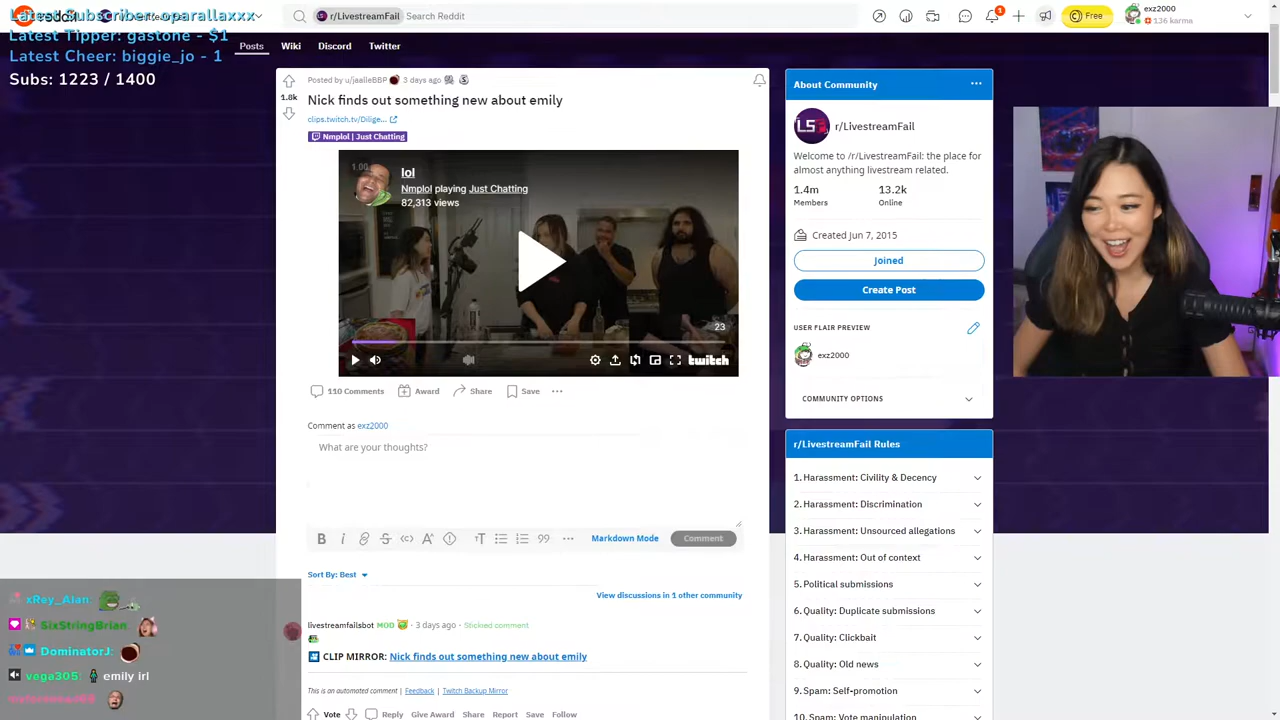 Latest Subscriber: oparallaxxx
Latest Tipper: gastone - $1
Latest Cheer: biggie_jo - 1
Subs: 1223 / 1400
r/LivestreamFail
Search Reddit
1
Free
exz2000
136 karma
Posts
Wiki
Discord
Twitter
1.8k
Posted by u/jaalleBBP
3 days ago
Nick finds out something new about emily
clips.twitch.tv/Dilige...
Nmplol | Just Chatting
1.00
lol
Nmplol playing Just Chatting
82,313 views
23
twitch
110 Comments
Award
Share
Save
Comment as exz2000
What are your thoughts?
Markdown Mode
Comment
Sort By: Best
View discussions in 1 other community
livestreamfailsbot MOD
· 3 days ago · Stickied comment
CLIP MIRROR: Nick finds out something new about emily
This is an automated comment | Feedback | Twitch Backup Mirror
Vote
Reply
Give Award
Share
Report
Save
Follow
About Community
LSF
r/LivestreamFail
Welcome to /r/LivestreamFail: the place for
almost anything livestream related.
1.4m
Members
13.2k
Online
Created Jun 7, 2015
Joined
Create Post
USER FLAIR PREVIEW
exz2000
COMMUNITY OPTIONS
r/LivestreamFail Rules
1. Harassment: Civility & Decency
2. Harassment: Discrimination
3. Harassment: Unsourced allegations
4. Harassment: Out of context
5. Political submissions
6. Quality: Duplicate submissions
7. Quality: Clickbait
8. Quality: Old news
9. Spam: Self-promotion
10. Spam: Vote manipulation
xRey_Alan:
SixStringBrian:
DominatorJ:
vega305: emily irl